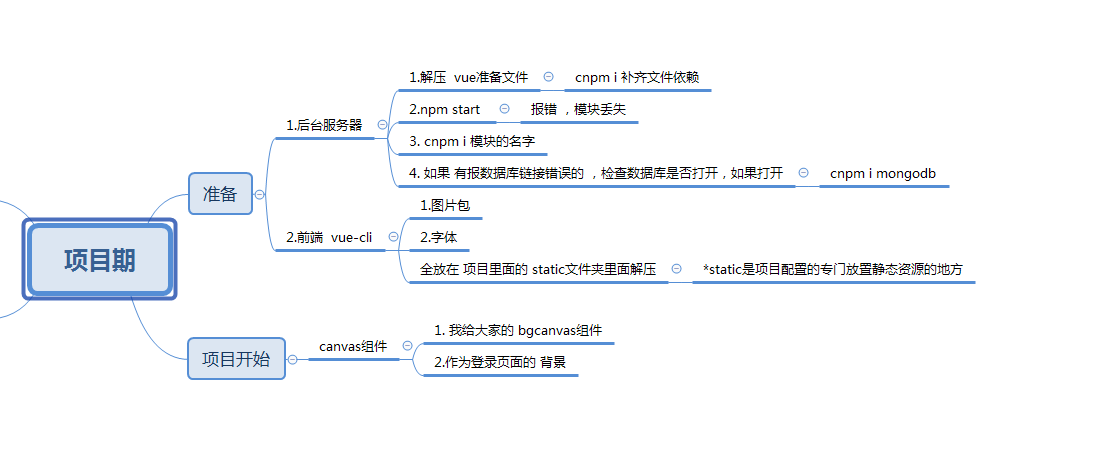 项目期
准备
1.后台服务器
1.解压  vue准备文件
cnpm i 补齐文件依赖
2.npm start
报错 ，模块丢失
3. cnpm i 模块的名字
4. 如果 有报数据库链接错误的 ，检查数据库是否打开，如果打开
cnpm i mongodb
2.前端  vue-cli
1.图片包
2.字体
全放在 项目里面的 static文件夹里面解压
*static是项目配置的专门放置静态资源的地方
项目开始
canvas组件
1. 我给大家的 bgcanvas组件
2.作为登录页面的 背景